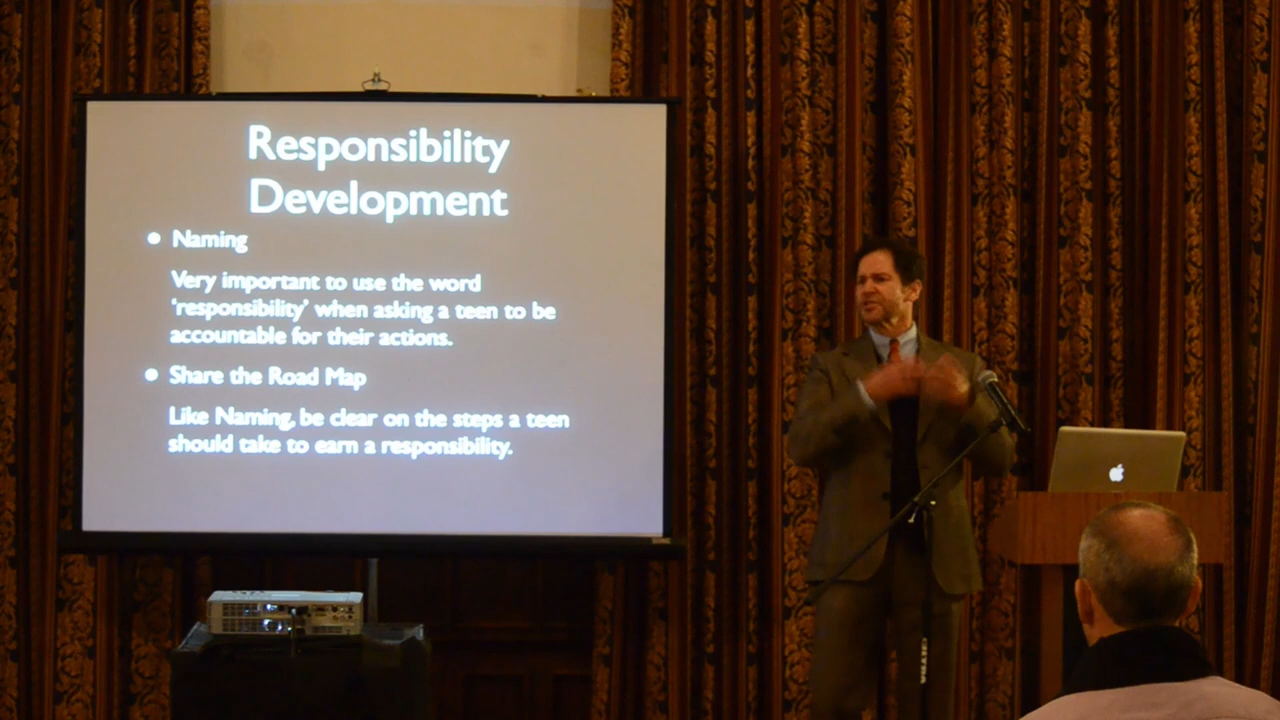 Responsibility
Development
• Naming
Very important to use the word
‘responsibility’ when asking a teen to be
accountable for their actions.
• Share the Road Map
Like Naming, be clear on the steps a teen
should take to earn a responsibility.